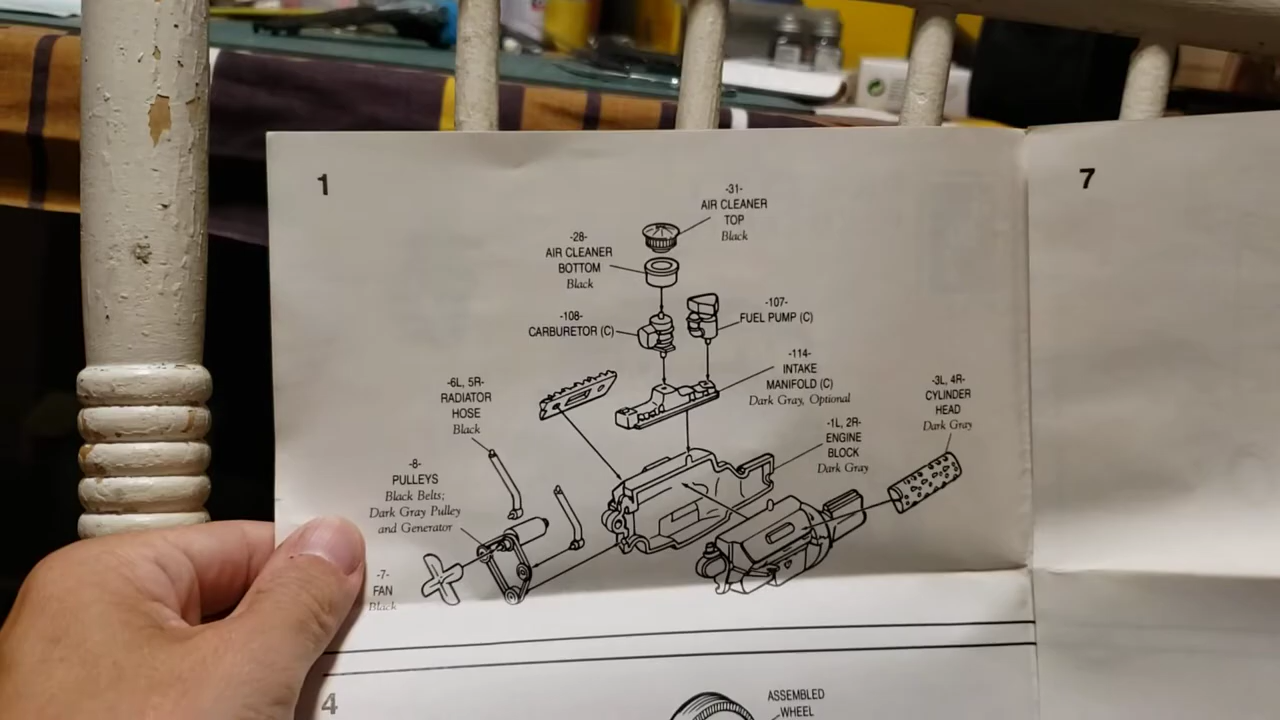 1
7
-31-
AIR CLEANER
TOP
Black
-28-
AIR CLEANER
BOTTOM
Black
-107-
FUEL PUMP (C)
-108-
CARBURETOR (C)
-114-
INTAKE
MANIFOLD (C)
Dark Gray, Optional
-3L, 4R-
CYLINDER
HEAD
Dark Gray
-6L, 5R-
RADIATOR
HOSE
Black
-1L, 2R-
ENGINE
BLOCK
Dark Gray
-8-
PULLEYS
Black Belts;
Dark Gray Pulley
and Generator
-7-
FAN
Black
4
ASSEMBLED
WHEEL